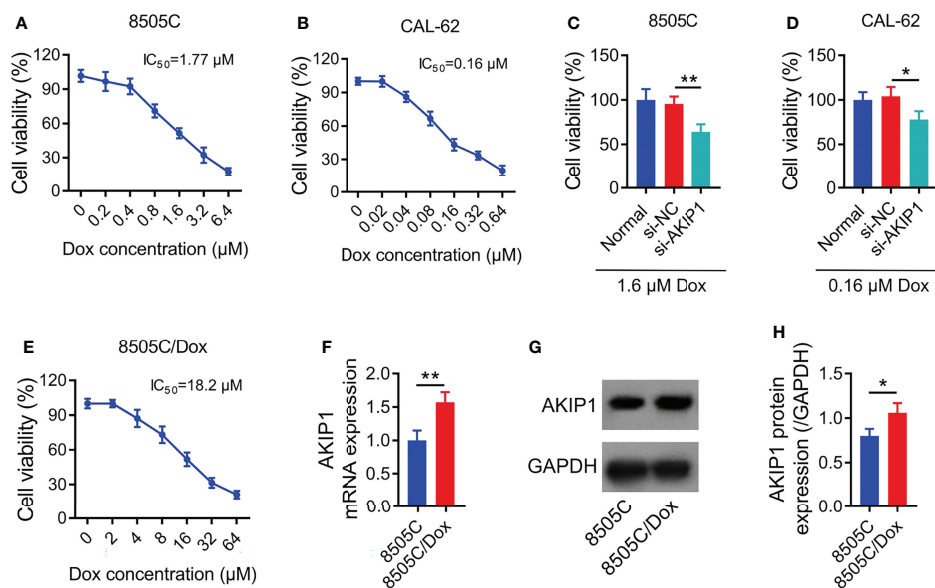 A
8505C
Cell viability (%)
120
90
60
30
0
IC50=1.77 µM
0
0.2
0.4
0.8
1.6
3.2
6.4
Dox concentration (µM)
B
CAL-62
Cell viability (%)
120
90
60
30
0
IC50=0.16 µM
0
0.02
0.04
0.08
0.16
0.32
0.64
Dox concentration (µM)
C
8505C
Cell viability (%)
150
100
50
0
**
Normal
si-NC
si-AKIP1
1.6 µM Dox
D
CAL-62
Cell viability (%)
150
100
50
0
*
Normal
si-NC
si-AKIP1
0.16 µM Dox
E
8505C/Dox
Cell viability (%)
120
90
60
30
0
IC50=18.2 µM
0
2
4
8
16
32
64
Dox concentration (µM)
F
AKIP1
mRNA expression
2.0
1.5
1.0
0.5
0.0
**
8505C
8505C/Dox
G
AKIP1
GAPDH
8505C
8505C/Dox
H
AKIP1 protein
expression (/GAPDH)
1.5
1.0
0.5
0.0
*
8505C
8505C/Dox